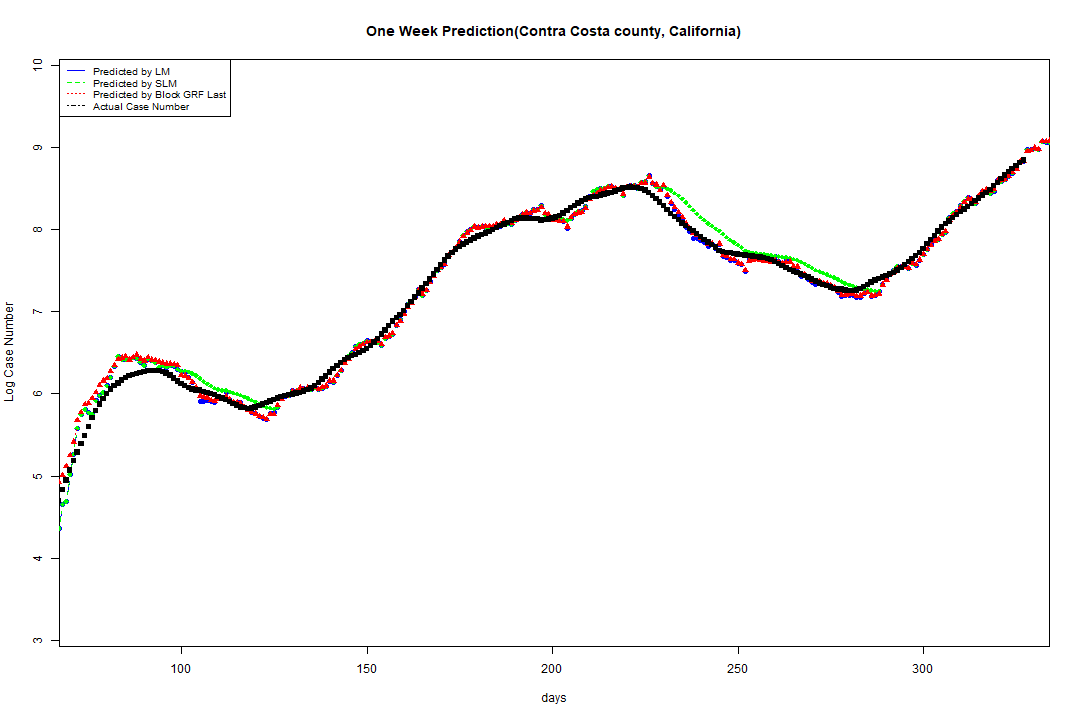 One Week Prediction(Contra Costa county, California)
Predicted by LM
Predicted by SLM
Predicted by Block GRF Last
Actual Case Number
10
9
8
7
6
5
4
3
Log Case Number
100 150 200 250 300
days